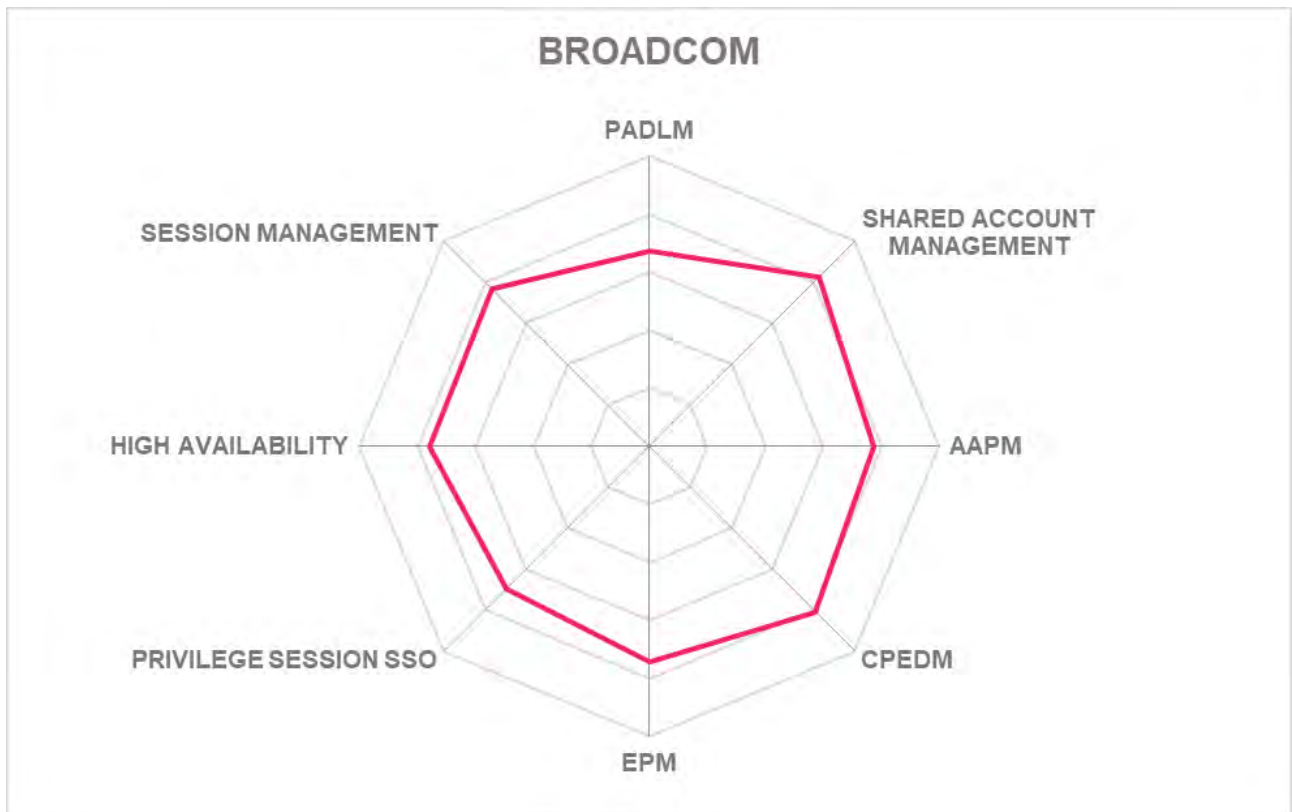 BROADCOM
PADLM
SHARED ACCOUNT
MANAGEMENT
SESSION MANAGEMENT
HIGH AVAILABILITY
AAPM
PRIVILEGE SESSION SSO
CPEDM
EPM